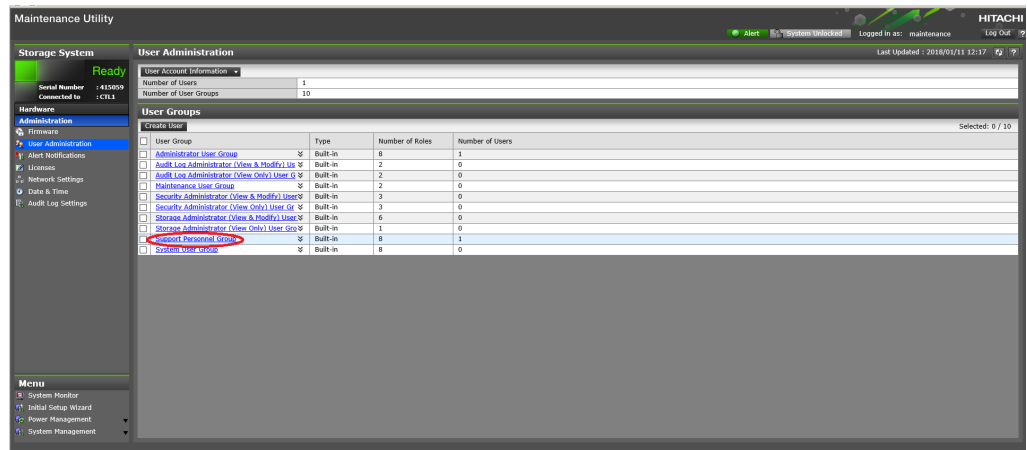 Maintenance Utility
HITACHI
Alert System Unlocked Logged in as: maintenance Log Out ?
Storage System
Ready
Serial Number : 415059
Connected to : CTL1
Hardware
Administration
Firmware
User Administration
Alert Notifications
Licenses
Network Settings
Date & Time
Audit Log Settings
Menu
System Monitor
Initial Setup Wizard
Power Management
System Management
User Administration Last Updated : 2018/01/11 12:17 ?
User Account Information
Number of Users 1
Number of User Groups 10
User Groups
Create User Selected: 0 / 10
User Group Type Number of Roles Number of Users
Administrator User Group Built-in 8 1
Audit Log Administrator (View & Modify) Us Built-in 2 0
Audit Log Administrator (View Only) User G Built-in 2 0
Maintenance User Group Built-in 2 0
Security Administrator (View & Modify) User Built-in 3 0
Security Administrator (View Only) User Gr Built-in 3 0
Storage Administrator (View & Modify) User Built-in 6 0
Storage Administrator (View Only) User Gro Built-in 1 0
Support Personnel Group Built-in 8 1
System User Group Built-in 8 0